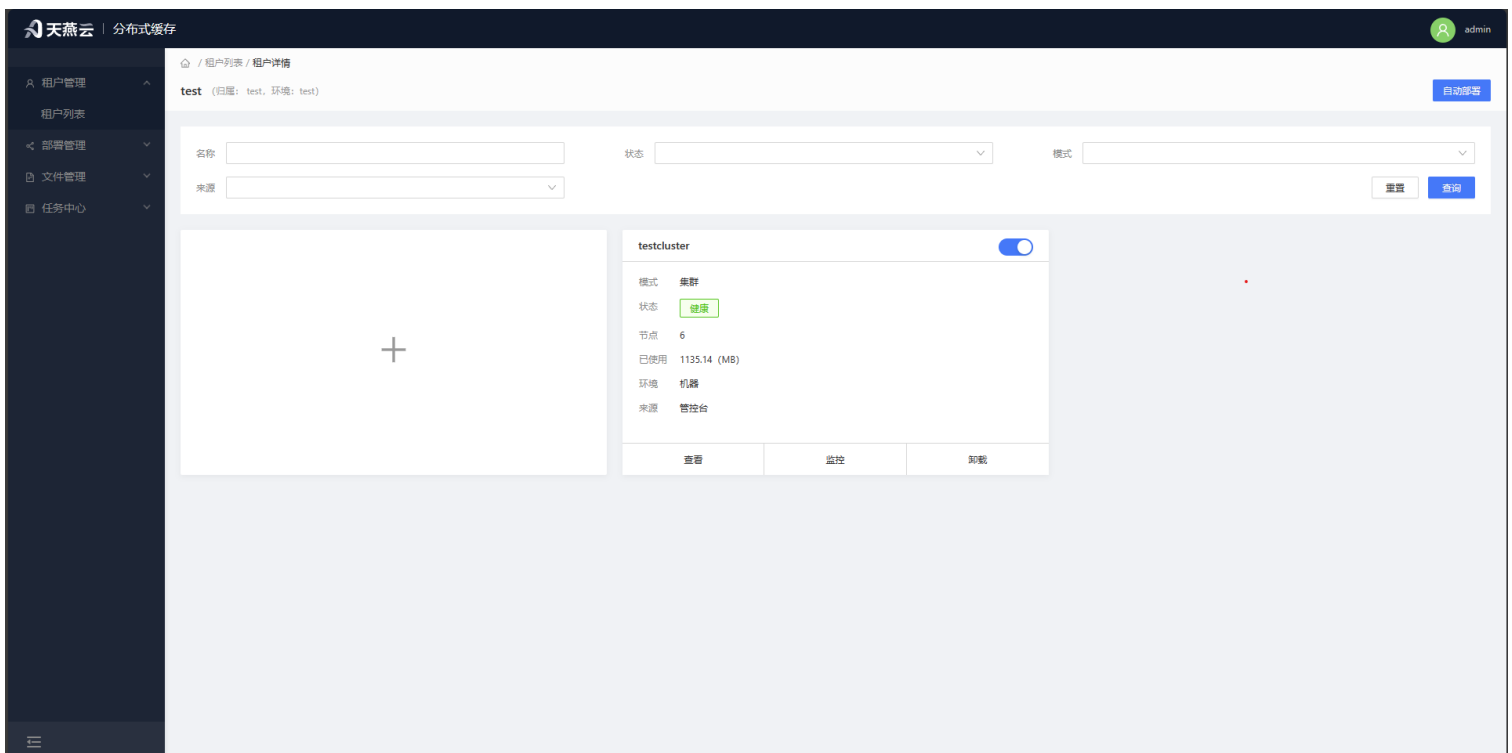 天燕云 | 分布式缓存
admin
租户管理
租户列表
部署管理
文件管理
任务中心
/ 租户列表 / 租户详情
test (归属: test, 环境: test)
自动部署
名称
状态
模式
来源
重置
查询
testcluster
模式 集群
状态 健康
节点 6
已使用 1135.14 (MB)
环境 机器
来源 管控台
查看
监控
卸载